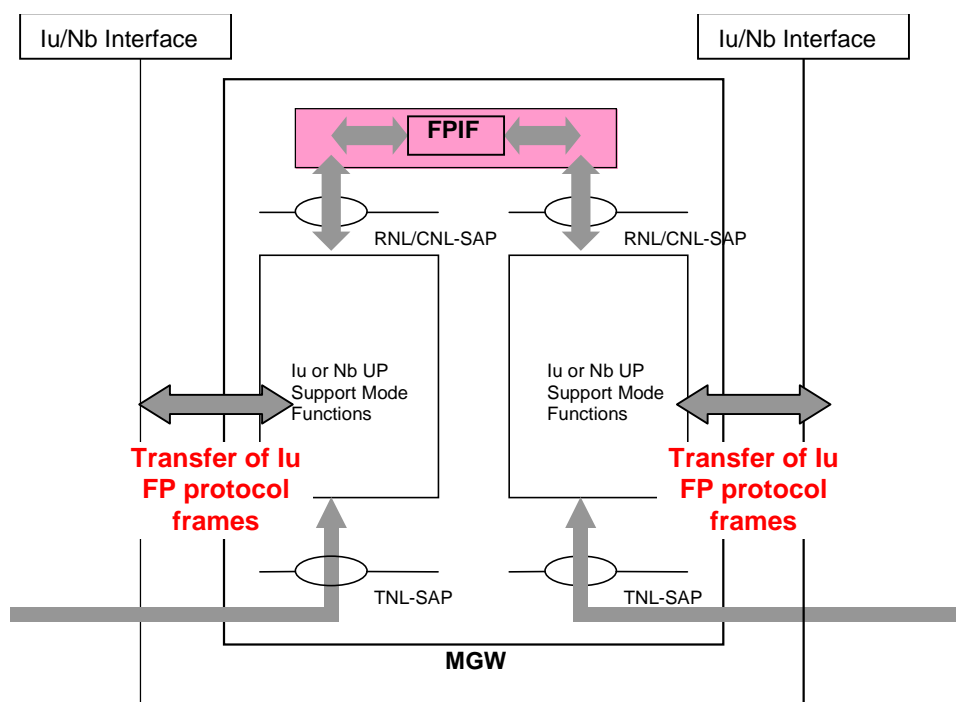 Iu/Nb Interface
Iu/Nb Interface
FPIF
RNL/CNL-SAP
RNL/CNL-SAP
Iu or Nb UP
Support Mode
Functions
Iu or Nb UP
Support Mode
Functions
Transfer of Iu
FP protocol
frames
Transfer of Iu
FP protocol
frames
TNL-SAP
TNL-SAP
MGW